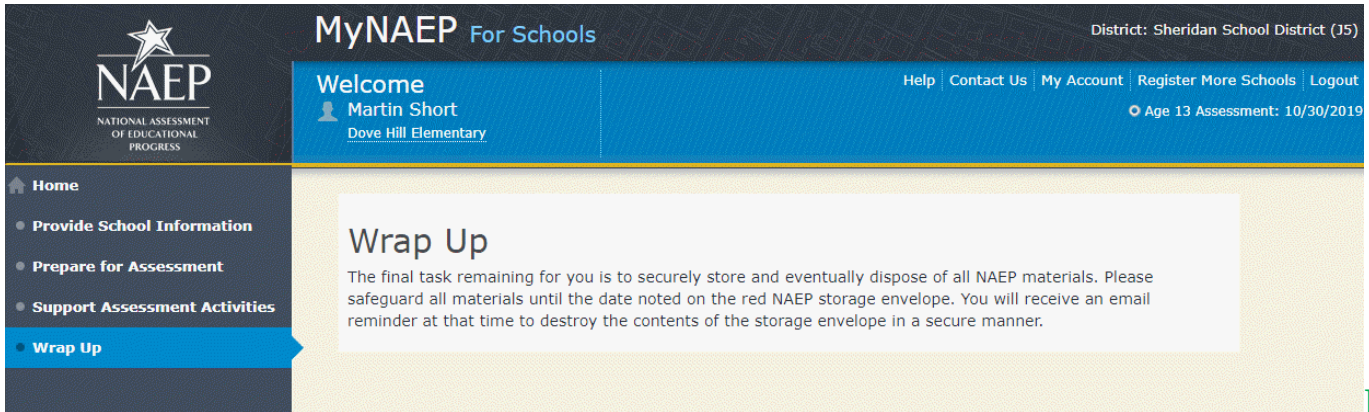 NAEP
NATIONAL ASSESSMENT
OF EDUCATIONAL
PROGRESS
MyNAEP For Schools
District: Sheridan School District (J5)
Welcome
Martin Short
Dove Hill Elementary
Help Contact Us My Account Register More Schools Logout
Age 13 Assessment: 10/30/2019
Home
Provide School Information
Prepare for Assessment
Support Assessment Activities
Wrap Up
Wrap Up
The final task remaining for you is to securely store and eventually dispose of all NAEP materials. Please
safeguard all materials until the date noted on the red NAEP storage envelope. You will receive an email
reminder at that time to destroy the contents of the storage envelope in a secure manner.